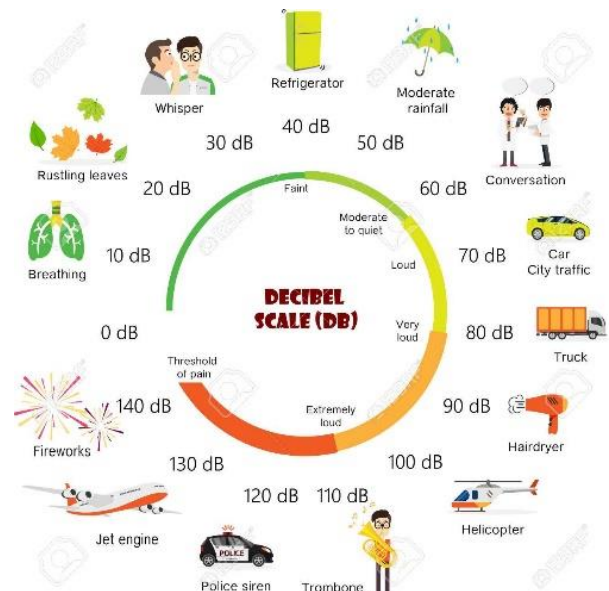 Refrigerator
40 dB
Moderate
rainfall
50 dB
Conversation
60 dB
Car
City traffic
70 dB
Truck
80 dB
Hairdryer
90 dB
Helicopter
100 dB
Trombone
110 dB
POLICE
Police siren
120 dB
Jet engine
130 dB
Fireworks
140 dB
0 dB
Breathing
10 dB
Rustling leaves
20 dB
Whisper
30 dB
Faint
Moderate
to quiet
Loud
Very
loud
Extremely
loud
Threshold
of pain
DECIBEL
SCALE (DB)